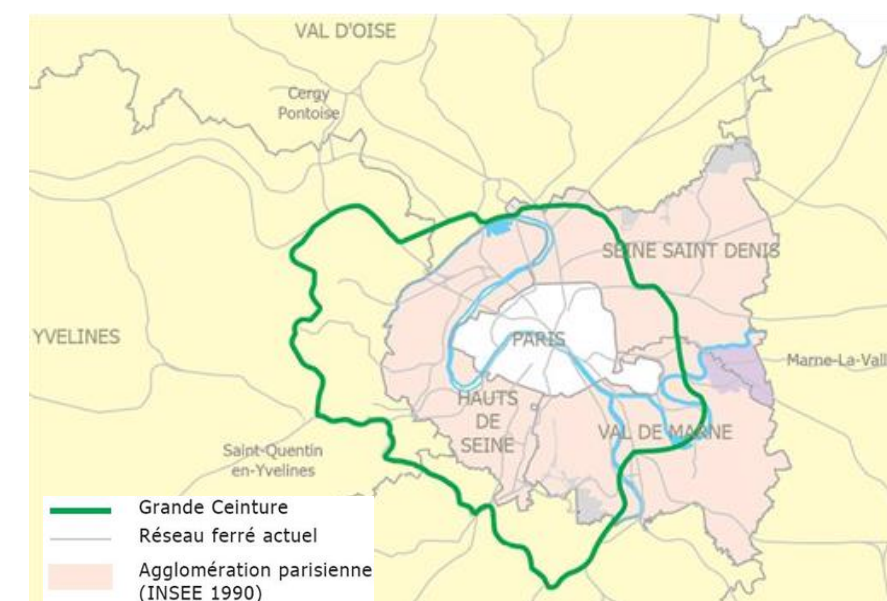 VAL D'OISE
Cergy
Pontoise
SEINE SAINT DENIS
YVELINES
PARIS
Marne-La-Vall
HAUTS
DE
SEINE
VAL DE MARNE
Saint-Quentin
en-Yvelines
Grande Ceinture
Réseau ferré actuel
Agglomération parisienne
(INSEE 1990)